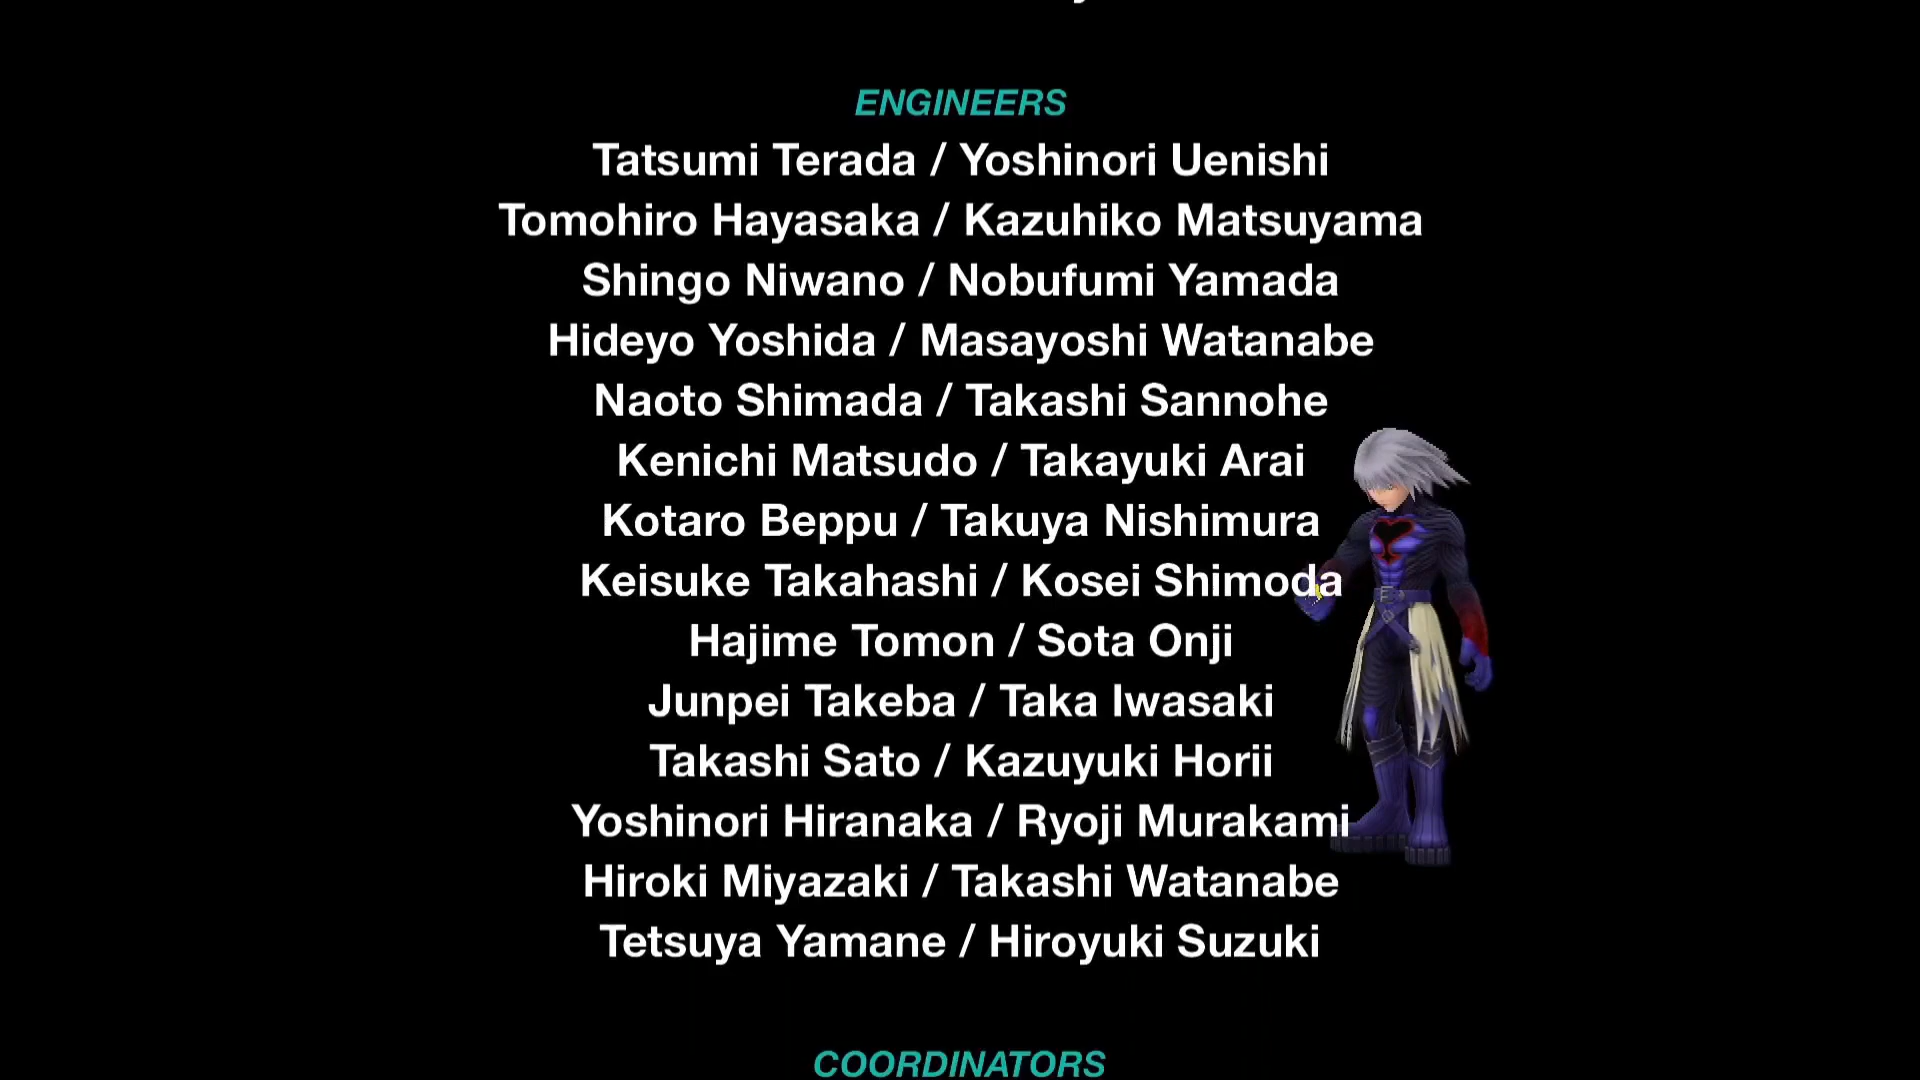 ENGINEERS
Tatsumi Terada / Yoshinori Uenishi
Tomohiro Hayasaka / Kazuhiko Matsuyama
Shingo Niwano / Nobufumi Yamada
Hideyo Yoshida / Masayoshi Watanabe
Naoto Shimada / Takashi Sannohe
Kenichi Matsudo / Takayuki Arai
Kotaro Beppu / Takuya Nishimura
Keisuke Takahashi / Kosei Shimoda
Hajime Tomon / Sota Onji
Junpei Takeba / Taka Iwasaki
Takashi Sato / Kazuyuki Horii
Yoshinori Hiranaka / Ryoji Murakami
Hiroki Miyazaki / Takashi Watanabe
Tetsuya Yamane / Hiroyuki Suzuki
COORDINATORS